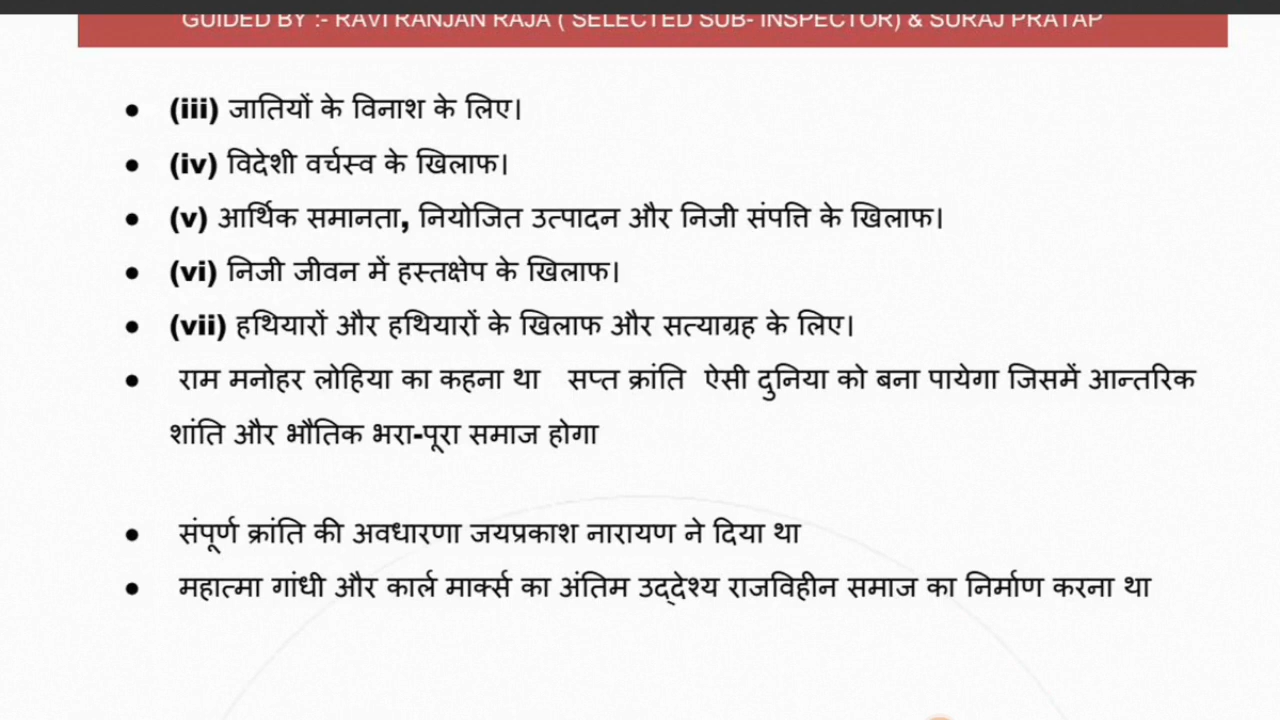 GUIDED BY :- RAVI RANJAN RAJA ( SELECTED SUB- INSPECTOR) & SURAJ PRATAP
● (iii) जातियों के विनाश के लिए।
● (iv) विदेशी वर्चस्व के खिलाफ।
● (v) आर्थिक समानता, नियोजित उत्पादन और निजी संपत्ति के खिलाफ।
● (vi) निजी जीवन में हस्तक्षेप के खिलाफ।
● (vii) हथियारों और हथियारों के खिलाफ और सत्याग्रह के लिए।
● राम मनोहर लोहिया का कहना था सप्त क्रांति ऐसी दुनिया को बना पायेगा जिसमें आन्तरिक
शांति और भौतिक भरा-पूरा समाज होगा
● संपूर्ण क्रांति की अवधारणा जयप्रकाश नारायण ने दिया था
● महात्मा गांधी और कार्ल मार्क्स का अंतिम उद्देश्य राजविहीन समाज का निर्माण करना था